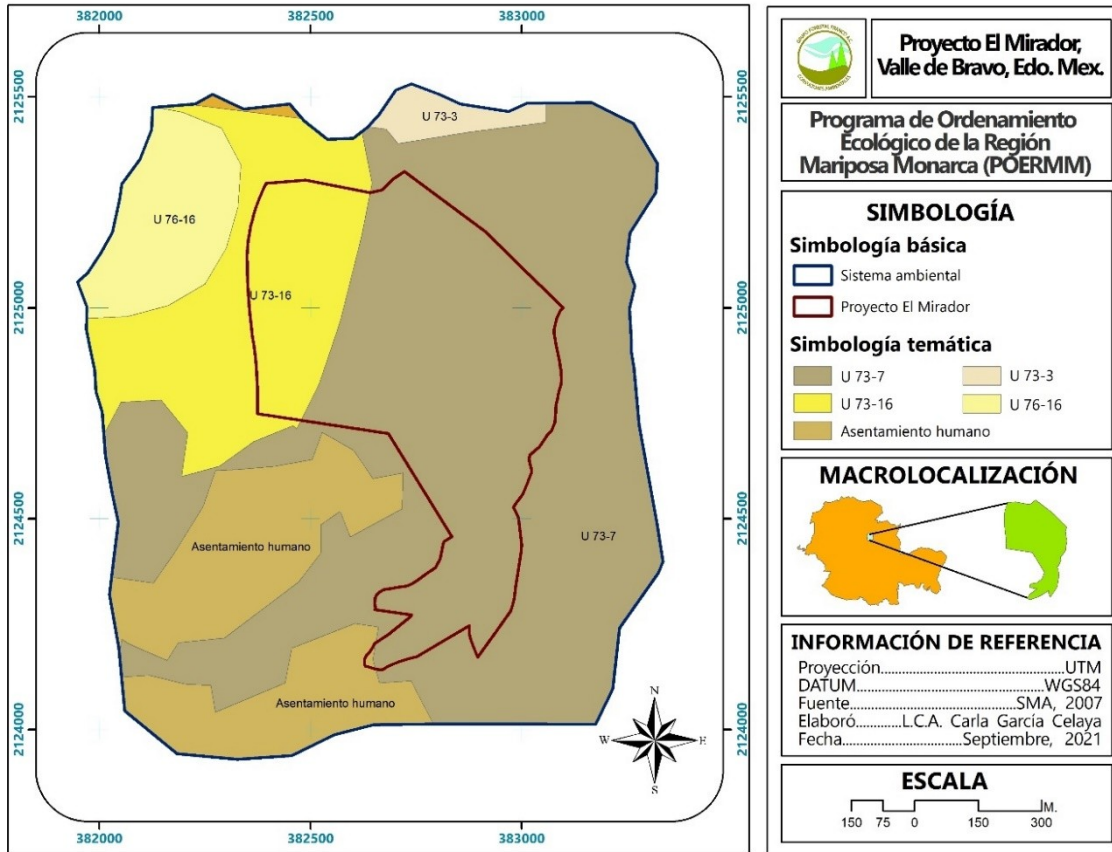 382000
382500
383000
2125500
2125000
2124500
2124000
2125500
2125000
2124500
2124000
382000
382500
383000
U 73-3
U 76-16
U 73-16
U 73-7
Asentamiento humano
Asentamiento humano
N
W
E
S
Proyecto El Mirador,
Valle de Bravo, Edo. Mex.
Programa de Ordenamiento
Ecológico de la Región
Mariposa Monarca (POERMM)
SIMBOLOGÍA
Simbología básica
Sistema ambiental
Proyecto El Mirador
Simbología temática
U 73-7
U 73-3
U 73-16
U 76-16
Asentamiento humano
MACROLOCALIZACIÓN
INFORMACIÓN DE REFERENCIA
Proyección.................................UTM
DATUM.................................WGS84
Fuente.............................SMA, 2007
Elaboró..........L.C.A. Carla García Celaya
Fecha.....................Septiembre, 2021
ESCALA
150 75 0 150 300 M.